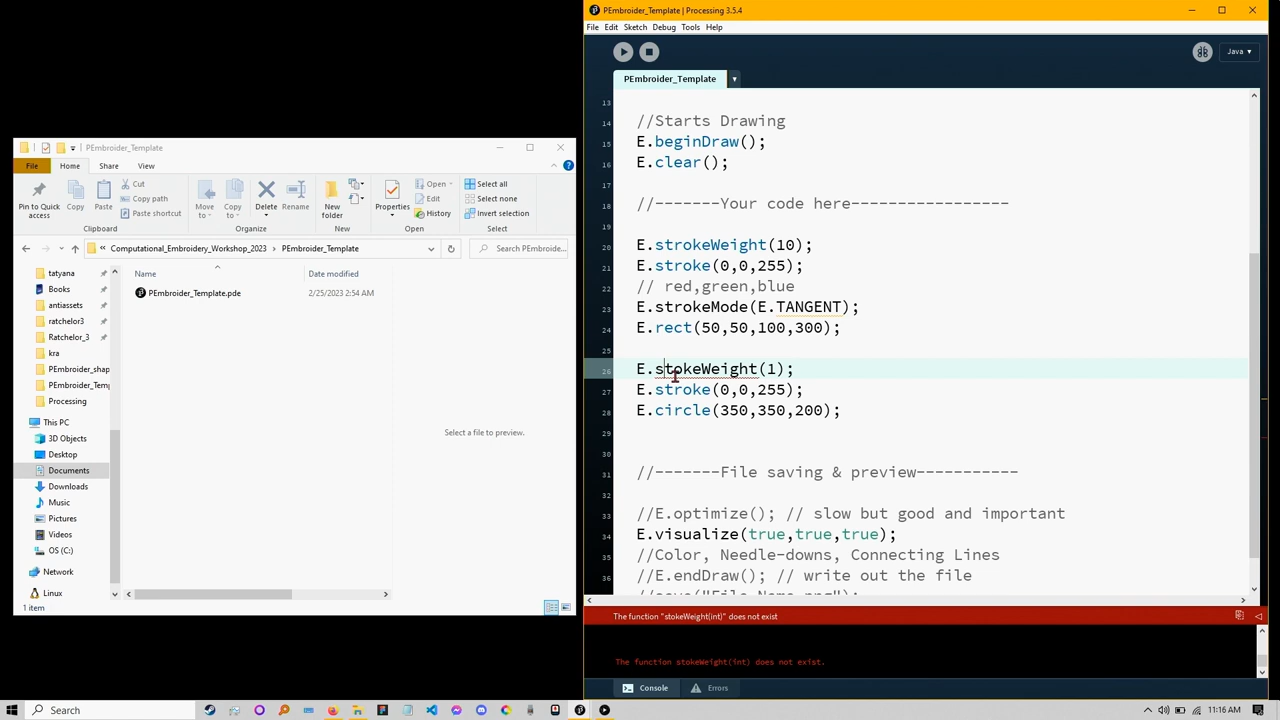 PEmbroider_Template | Processing 3.5.4
File Edit Sketch Debug Tools Help
Java ▾
PEmbroider_Template
13
14 //Starts Drawing
15 E.beginDraw();
16 E.clear();
17
18 //-------Your code here-----------------
19
20 E.strokeWeight(10);
21 E.stroke(0,0,255);
22 // red,green,blue
23 E.strokeMode(E.TANGENT);
24 E.rect(50,50,100,300);
25
26 E.stokeWeight(1);
27 E.stroke(0,0,255);
28 E.circle(350,350,200);
29
30
31 //-------File saving & preview-----------
32
33 //E.optimize(); // slow but good and important
34 E.visualize(true,true,true);
35 //Color, Needle-downs, Connecting Lines
36 //E.endDraw(); // write out the file
//save("File_Name.png");
The function "stokeWeight(int)" does not exist
The function stokeWeight(int) does not exist.
Console Errors
PEmbroider_Template
File Home Share View
Pin to Quick access
Copy
Paste
Cut
Copy path
Paste shortcut
Move to
Copy to
Delete
Rename
New folder
Properties
Open
Edit
History
Select all
Select none
Invert selection
Clipboard Organize New Open Select
« Computational_Embroidery_Workshop_2023 › PEmbroider_Template
Search PEmbroide...
Name Date modified
PEmbroider_Template.pde 2/25/2023 2:54 AM
tatyana
Books
antiassets
ratchelor3
Ratchelor_3
kra
PEmbroider_shap
PEmbroider_Temp
Processing
This PC
3D Objects
Desktop
Documents
Downloads
Music
Pictures
Videos
OS (C:)
Network
Linux
Select a file to preview.
1 item
Search
11:16 AM